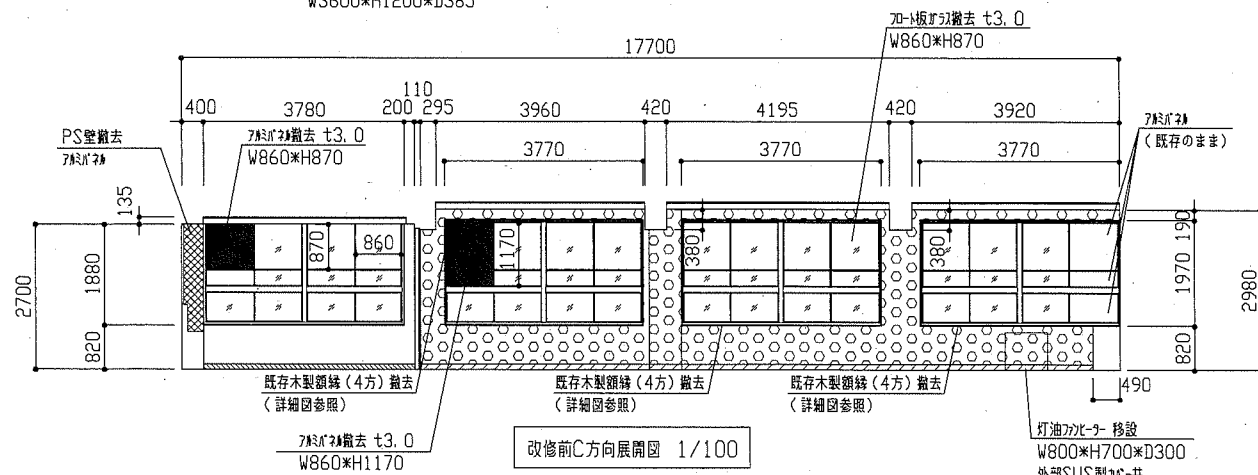 W3600*H1200*D385
フロート板ガラス撤去 t3.0
W860*H870
17700
110
400 3780 200 295 3960 420 4195 420 3920
PS壁撤去
アルミパネル
アルミパネル撤去 t3.0
W860*H870
3770 3770 3770
アルミパネル
(既存のまま)
135
870 860 1170 380 380 190
2700 1880 1970 2980
820 820
490
既存木製額縁(4方)撤去
(詳細図参照)
既存木製額縁(4方)撤去
(詳細図参照)
既存木製額縁(4方)撤去
(詳細図参照)
アルミパネル撤去 t3.0
W860*H1170
改修前C方向展開図 1/100
灯油ファンヒーター 移設
W800*H700*D300
外部SUS製カバー共